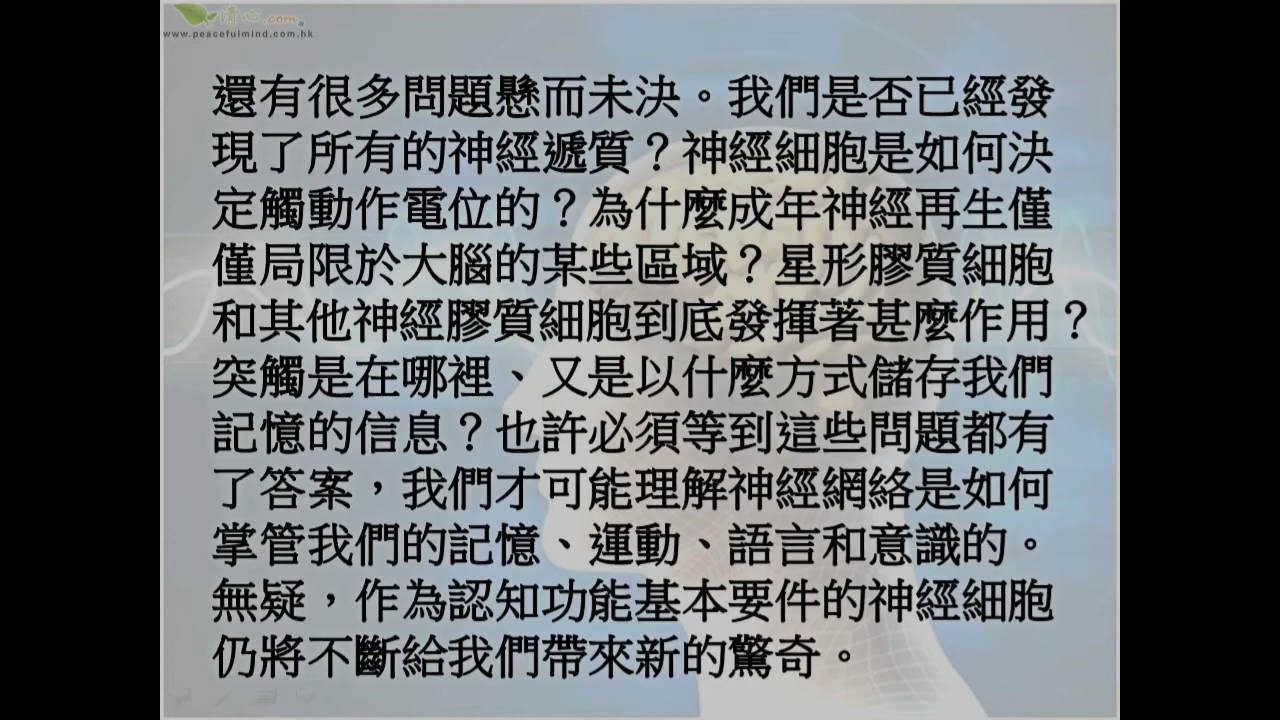 清心.com
www.peacefulmind.com.hk
還有很多問題懸而未決。我們是否已經發
現了所有的神經遞質？神經細胞是如何決
定觸動作電位的？為什麼成年神經再生僅
僅局限於大腦的某些區域？星形膠質細胞
和其他神經膠質細胞到底發揮著甚麼作用？
突觸是在哪裡、又是以什麼方式儲存我們
記憶的信息？也許必須等到這些問題都有
了答案，我們才可能理解神經網絡是如何
掌管我們的記憶、運動、語言和意識的。
無疑，作為認知功能基本要件的神經細胞
仍將不斷給我們帶來新的驚奇。